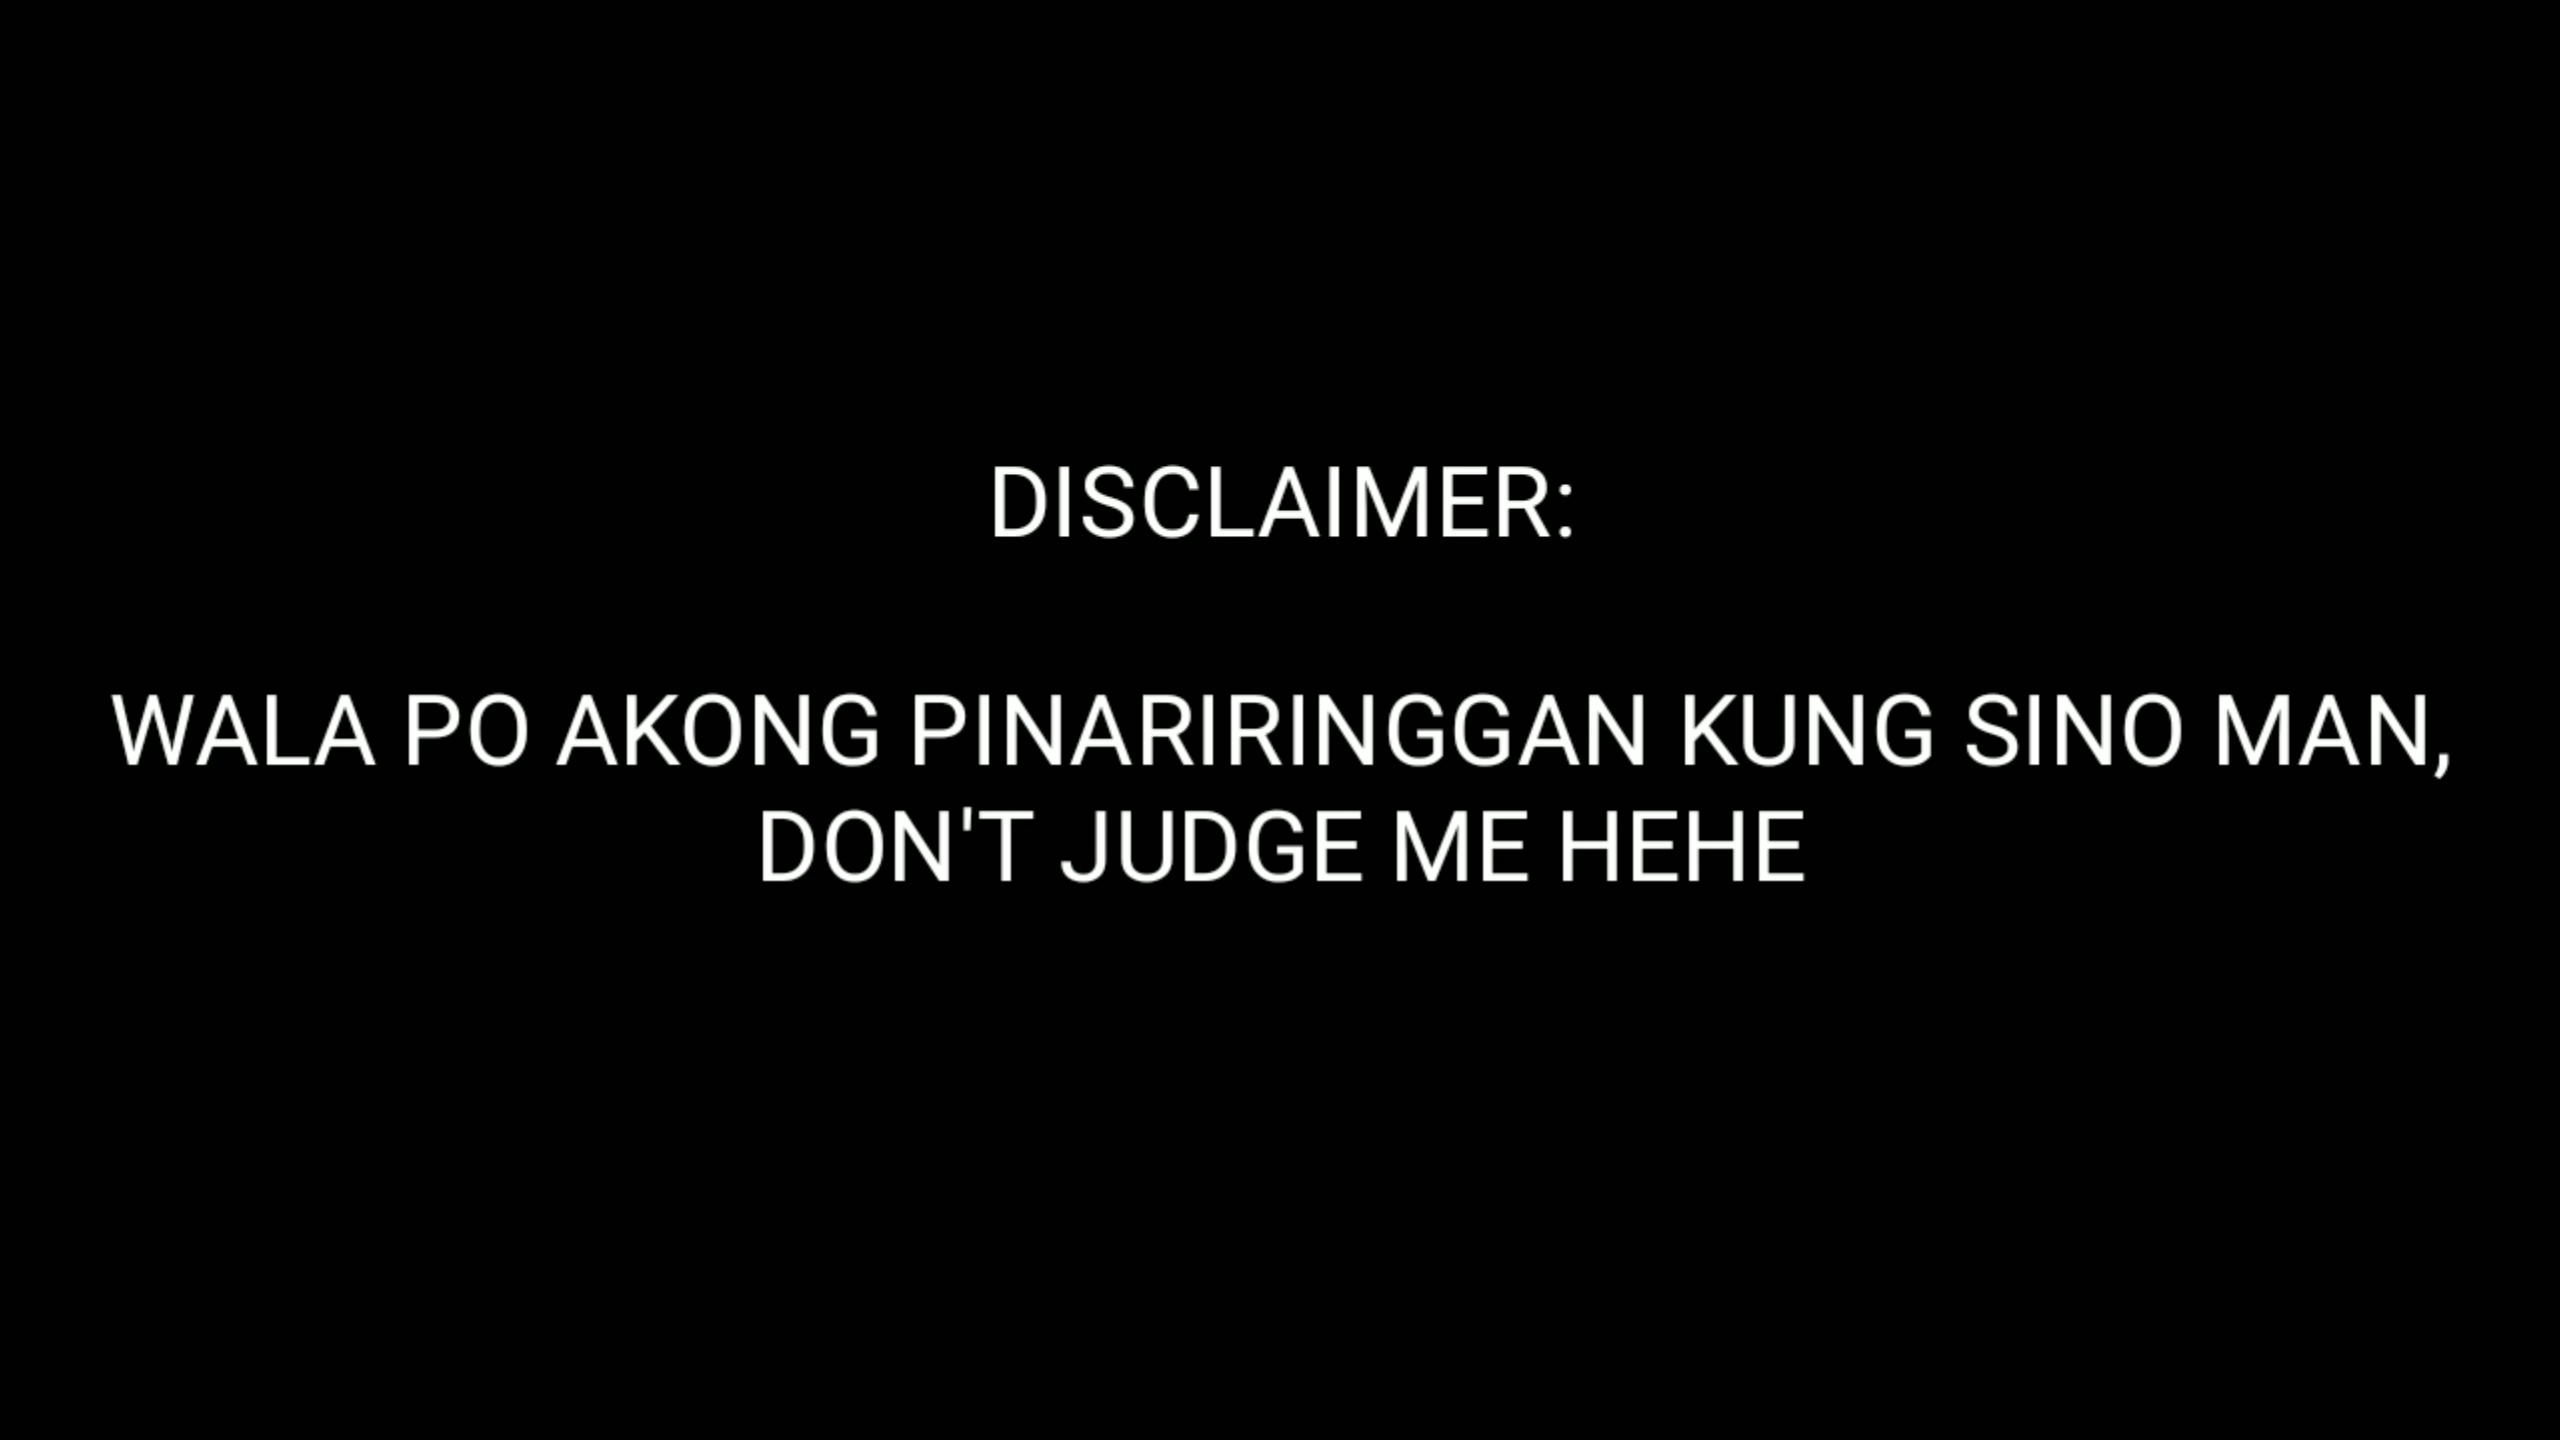 DISCLAIMER:
WALA PO AKONG PINARIRINGGAN KUNG SINO MAN,
DON'T JUDGE ME HEHE